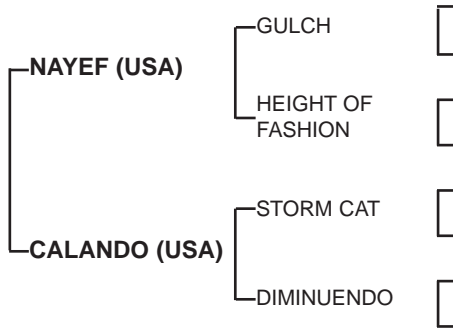 GULCH
NAYEF (USA)
HEIGHT OF
FASHION
STORM CAT
CALANDO (USA)
DIMINUENDO